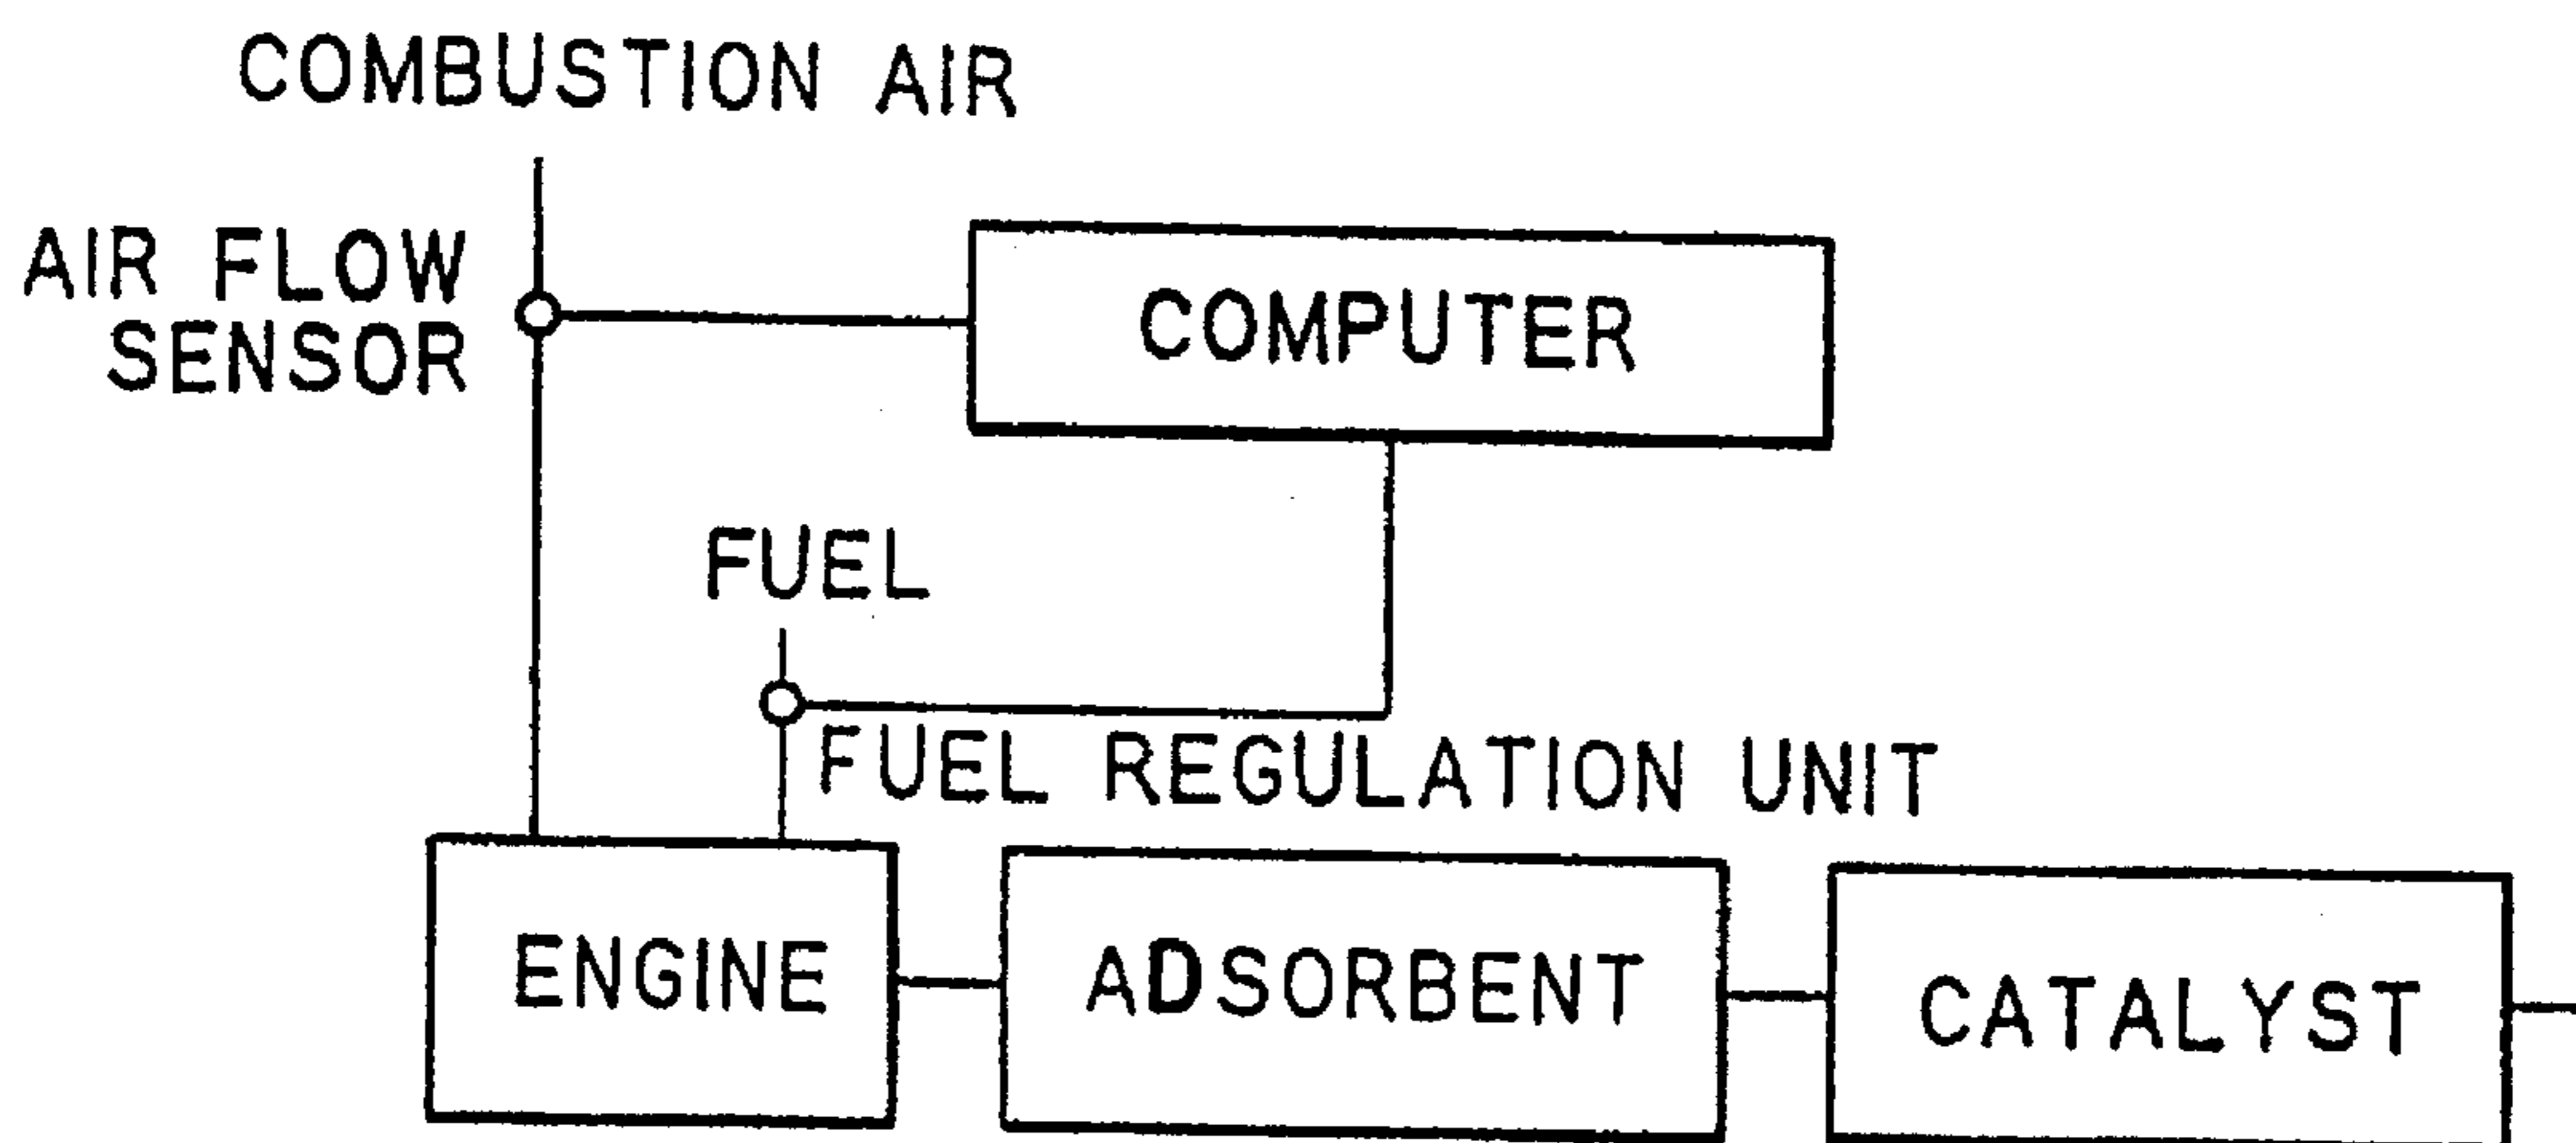 COMBUSTION AIR
AIR FLOW
SENSOR
COMPUTER
FUEL
FUEL REGULATION UNIT
ENGINE
ADSORBENT
CATALYST